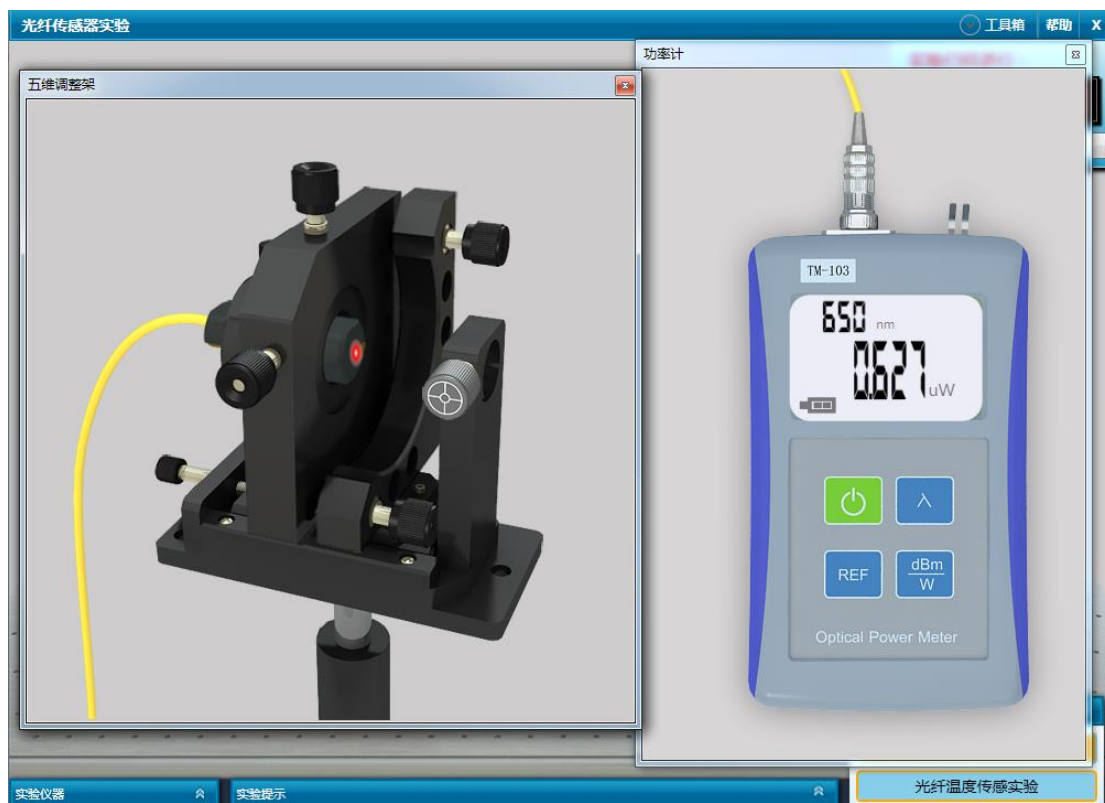 光纤传感器实验
工具箱 帮助 X
功率计
五维调整架
TM-103
650 nm
0.627 uW
λ
REF
dBm
W
Optical Power Meter
光纤温度传感实验
实验仪器
实验提示